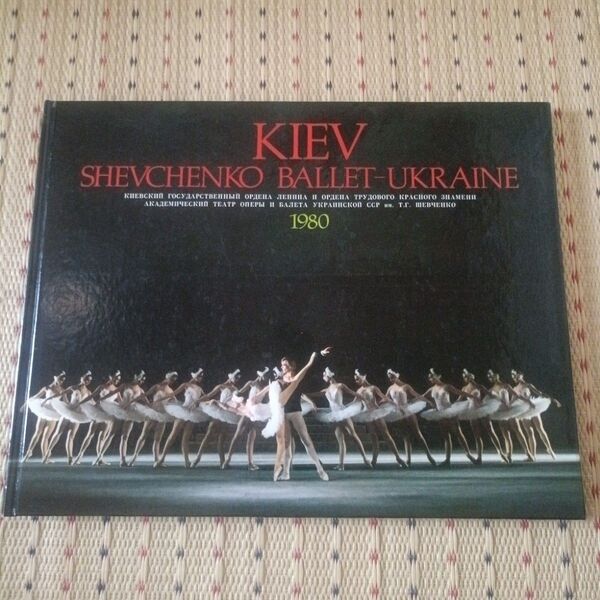 KIEV
SHEVCHENKO BALLET-UKRAINE
КИЕВСКИЙ ГОСУДАРСТВЕННЫЙ ОРДЕНА ЛЕНИНА И ОРДЕНА ТРУДОВОГО КРАСНОГО ЗНАМЕНИ
АКАДЕМИЧЕСКИЙ ТЕАТР ОПЕРЫ И БАЛЕТА УКРАИНСКОЙ ССР им. Т.Г. ШЕВЧЕНКО
1980